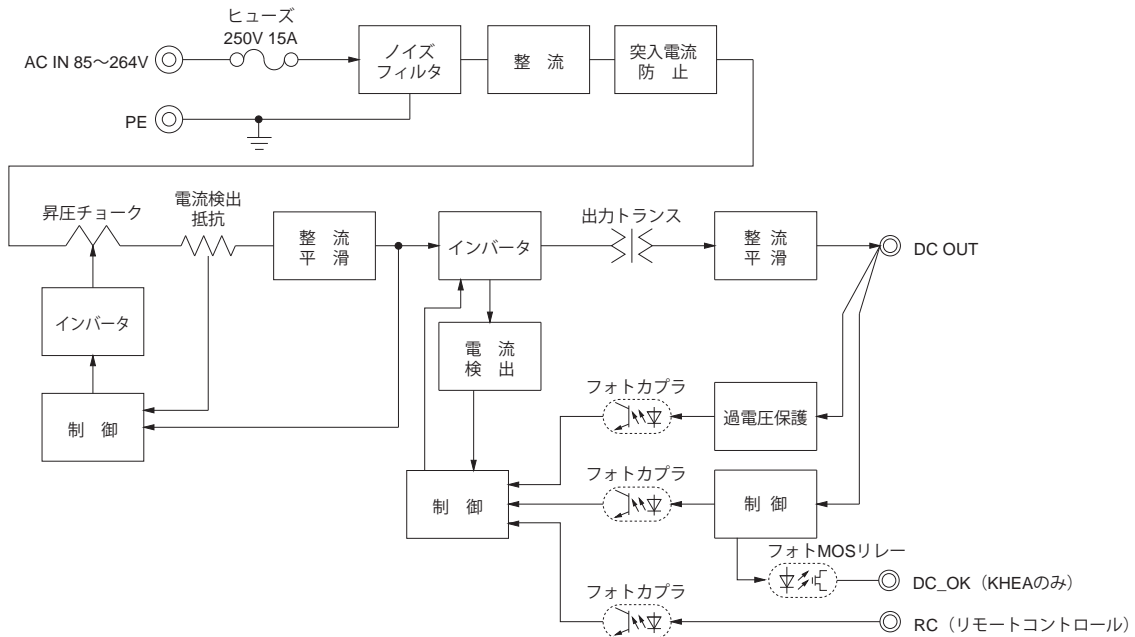 ヒューズ
250V 15A
AC IN 85～264V
ノイズ
フィルタ
整 流
突入電流
防 止
PE
昇圧チョーク
電流検出
抵抗
整 流
平 滑
インバータ
出力トランス
整 流
平 滑
DC OUT
インバータ
電 流
検 出
制 御
フォトカプラ
過電圧保護
制 御
フォトカプラ
制 御
フォトMOSリレー
DC_OK（KHEAのみ）
フォトカプラ
RC（リモートコントロール）